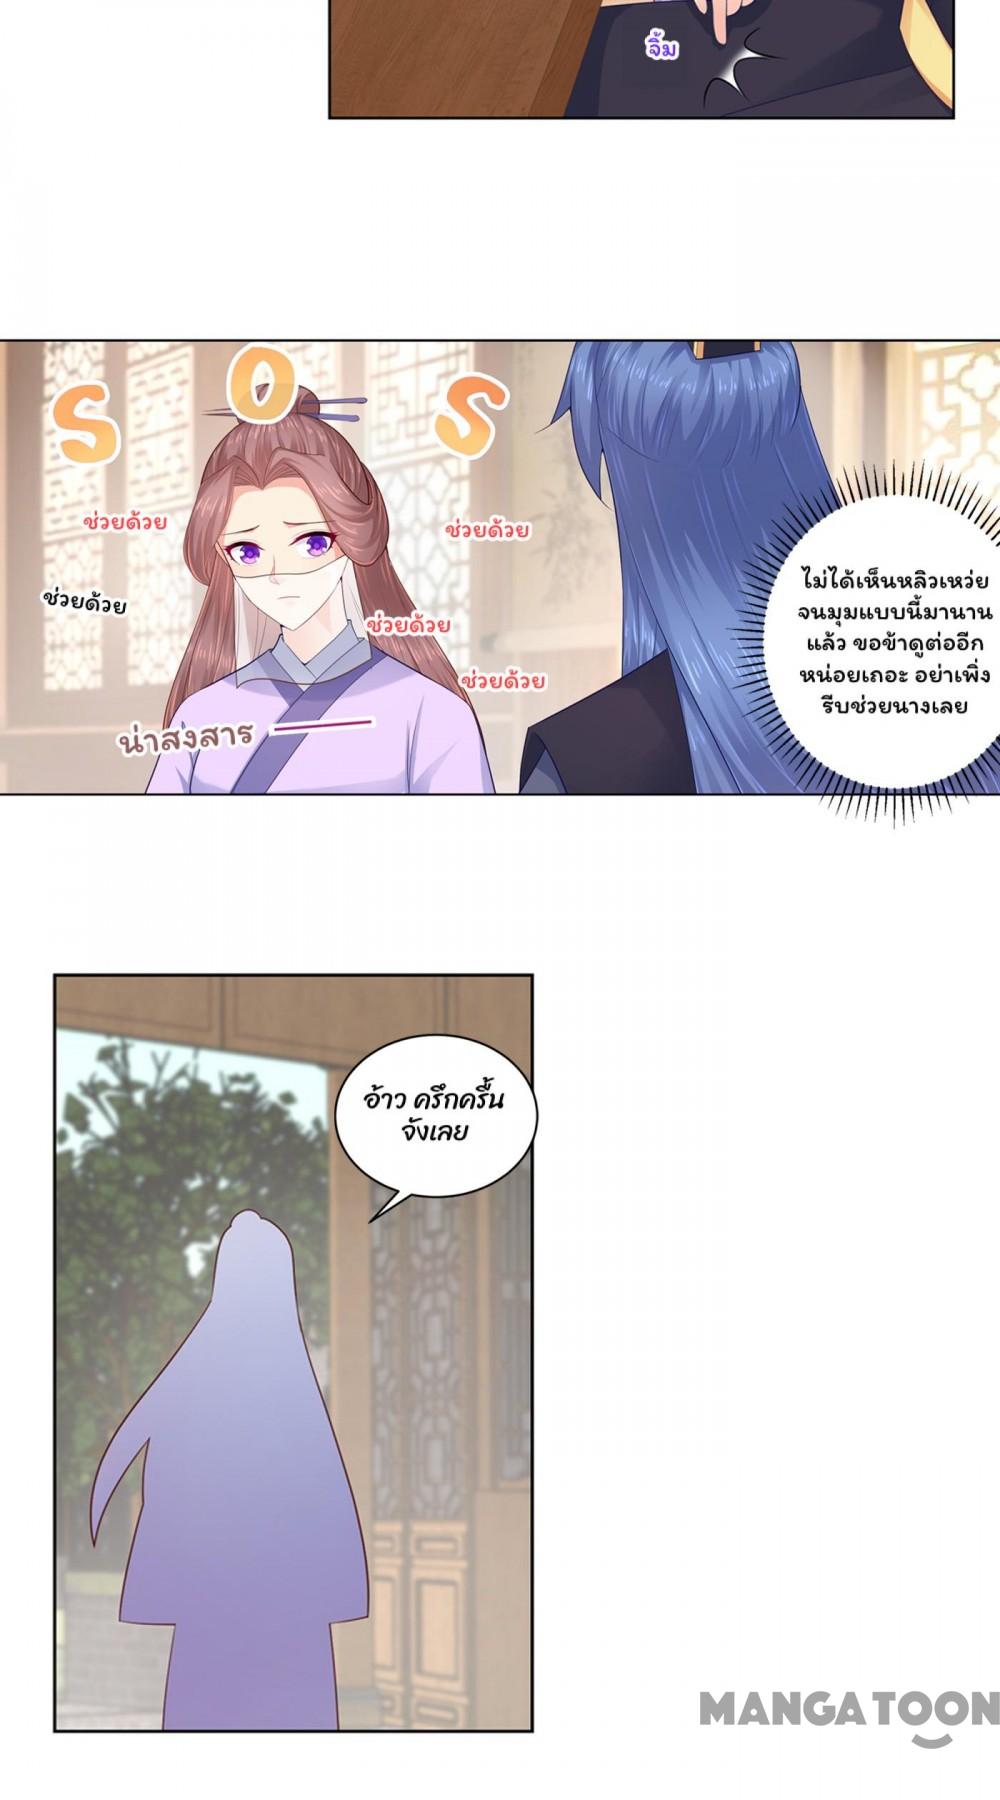 จิ้ม
S O S
ช่วยด้วย
ช่วยด้วย
ช่วยด้วย
ช่วยด้วย
ช่วยด้วย
น่าสงสาร
ไม่ได้เห็นหลิวเหว่ย
จนมุมแบบนี้มานาน
แล้ว ขอข้าดูต่ออีก
หน่อยเถอะ อย่าเพิ่ง
รีบช่วยนางเลย
อ้าว ครึกครื้น
จังเลย
MANGATOON